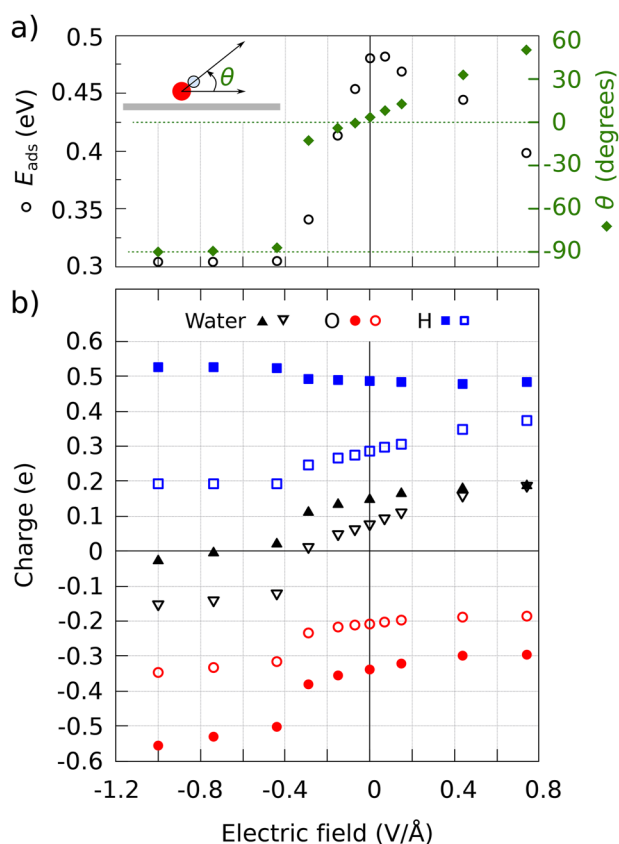 a)
0.5
0.45
0.4
0.35
0.3
E_ads (eV)
θ
60
30
0
-30
-60
-90
θ (degrees)
b)
Water O H
0.6
0.5
0.4
0.3
0.2
0.1
0
-0.1
-0.2
-0.3
-0.4
-0.5
-0.6
Charge (e)
-1.2 -0.8 -0.4 0 0.4 0.8
Electric field (V/Å)